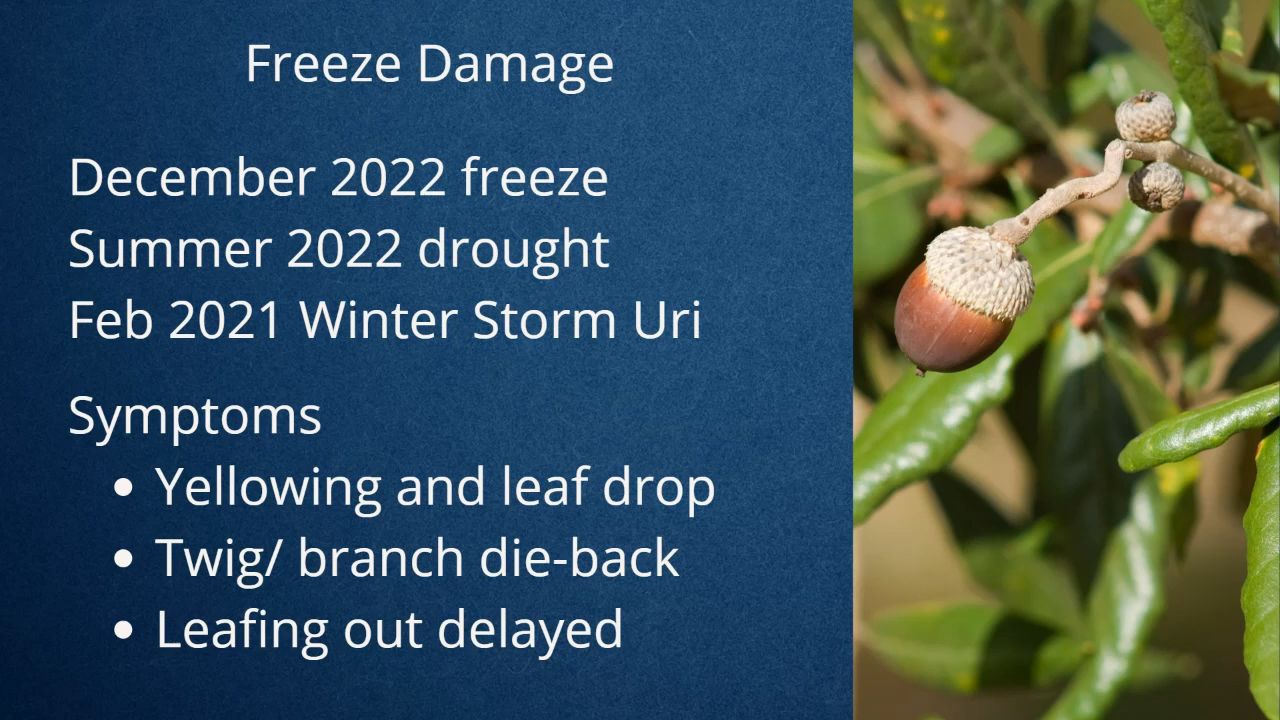 Freeze Damage
December 2022 freeze
Summer 2022 drought
Feb 2021 Winter Storm Uri
Symptoms
• Yellowing and leaf drop
• Twig/ branch die-back
• Leafing out delayed